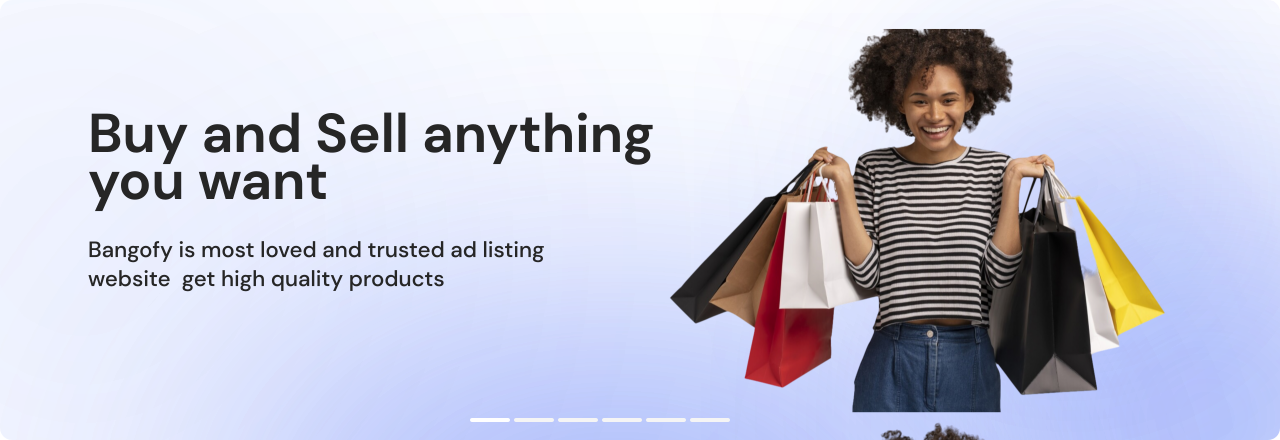 Buy and Sell anything
you want
Bangofy is most loved and trusted ad listing
website  get high quality products